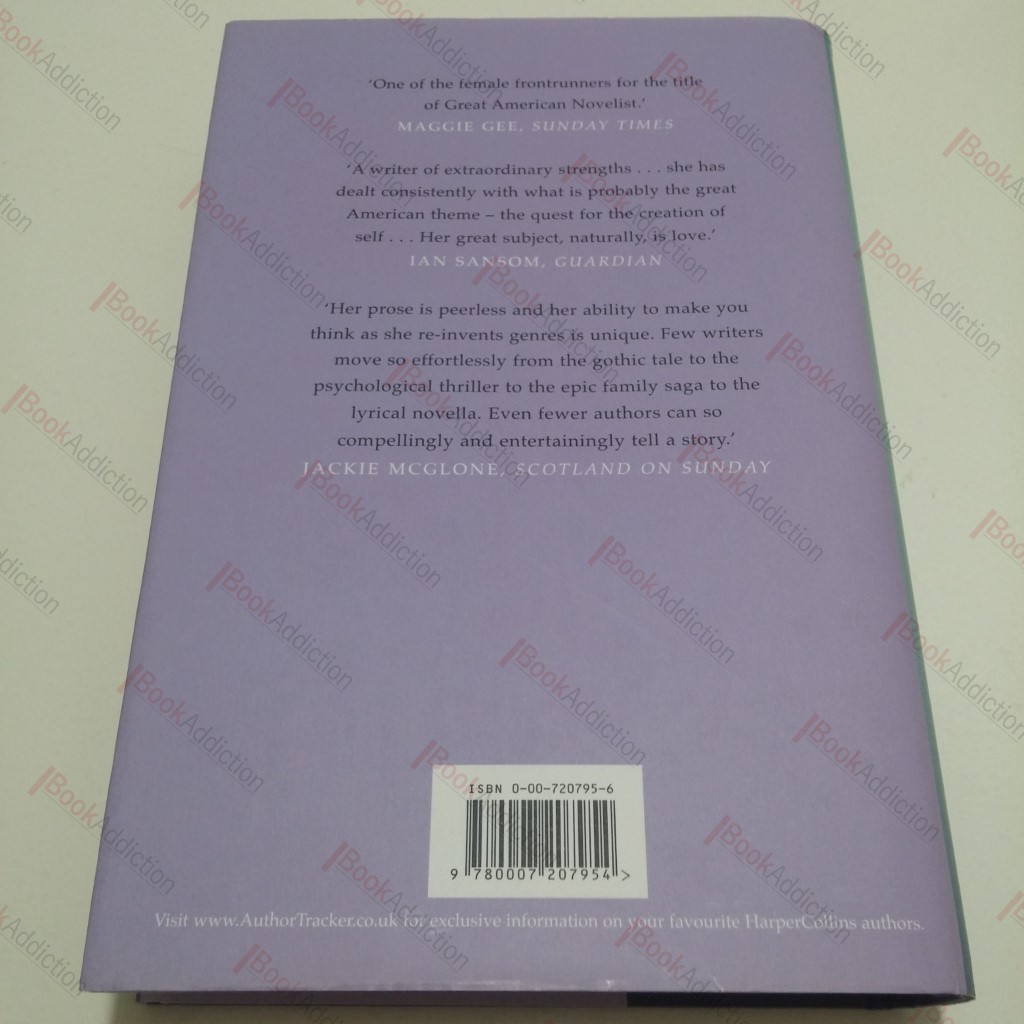 ‘One of the female frontrunners for the title
of Great American Novelist.’
MAGGIE GEE, SUNDAY TIMES
‘A writer of extraordinary strengths . . . she has
dealt consistently with what is probably the great
American theme – the quest for the creation of
self . . . Her great subject, naturally, is love.’
IAN SANSOM, GUARDIAN
‘Her prose is peerless and her ability to make you
think as she re-invents genres is unique. Few writers
move so effortlessly from the gothic tale to the
psychological thriller to the epic family saga to the
lyrical novella. Even fewer authors can so
compellingly and entertainingly tell a story.’
JACKIE MCGLONE, SCOTLAND ON SUNDAY
ISBN 0-00-720795-6
9 780007 207954 >
Visit www.AuthorTracker.co.uk for exclusive information on your favourite HarperCollins authors.
BookAddiction